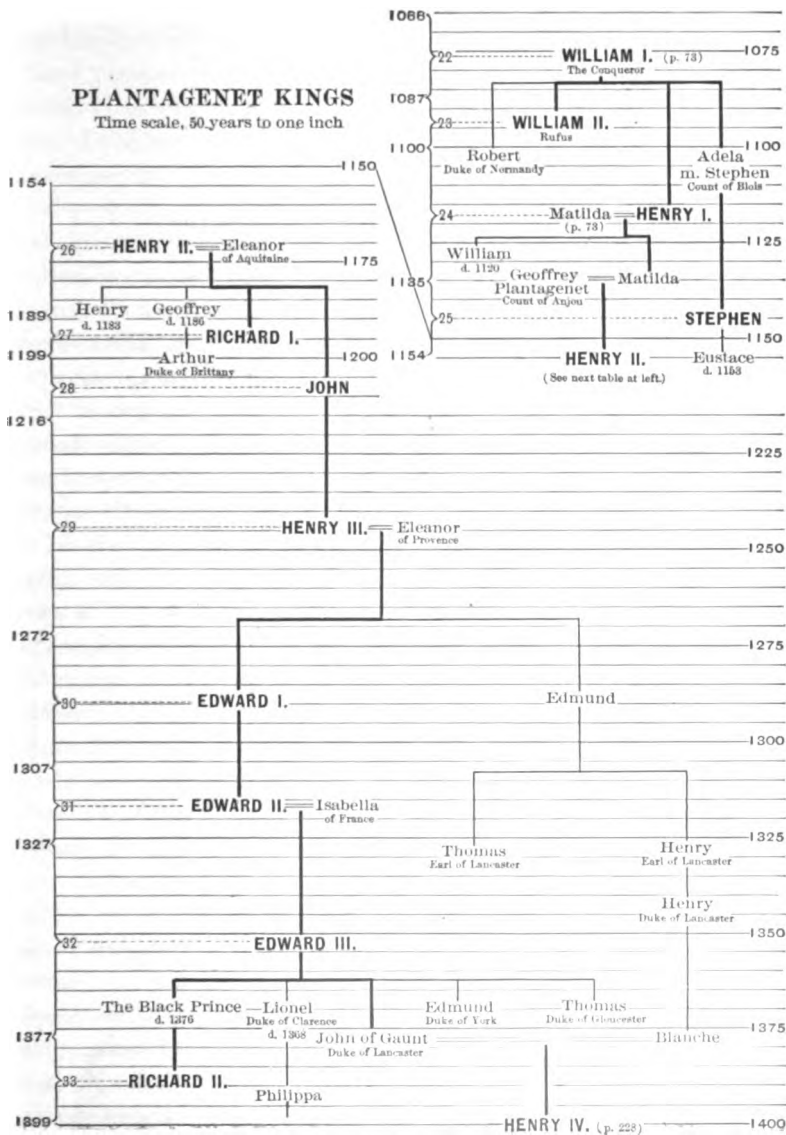 PLANTAGENET KINGS
Time scale, 50 years to one inch
1066
22 WILLIAM I. (p. 73) 1075
The Conqueror
1087
23 WILLIAM II.
Rufus
1100 Robert Adela 1100
Duke of Normandy m. Stephen
Count of Blois
24 Matilda HENRY I.
(p. 73) 1125
William
d. 1120
1135 Geoffrey Matilda
Plantagenet
Count of Anjou
25 STEPHEN
1150
1154 HENRY II. Eustace
(See next table at left.) d. 1153
1150
1154
26 HENRY II. Eleanor
of Aquitaine 1175
Henry Geoffrey
1189 d. 1183 d. 1186
27 RICHARD I.
1199 Arthur 1200
Duke of Brittany
28 JOHN
1216
1225
29 HENRY III. Eleanor
of Provence
1250
1272
1275
30 EDWARD I. Edmund
1300
1307
31 EDWARD II. Isabella
of France
1327 1325
Thomas Henry
Earl of Lancaster Earl of Lancaster
Henry
Duke of Lancaster
1350
32 EDWARD III.
The Black Prince Lionel Edmund Thomas
d. 1376 Duke of Clarence Duke of York Duke of Gloucester
d. 1368 1375
1377 John of Gaunt Blanche
Duke of Lancaster
33 RICHARD II.
Philippa
1399 HENRY IV. (p. 228) 1400